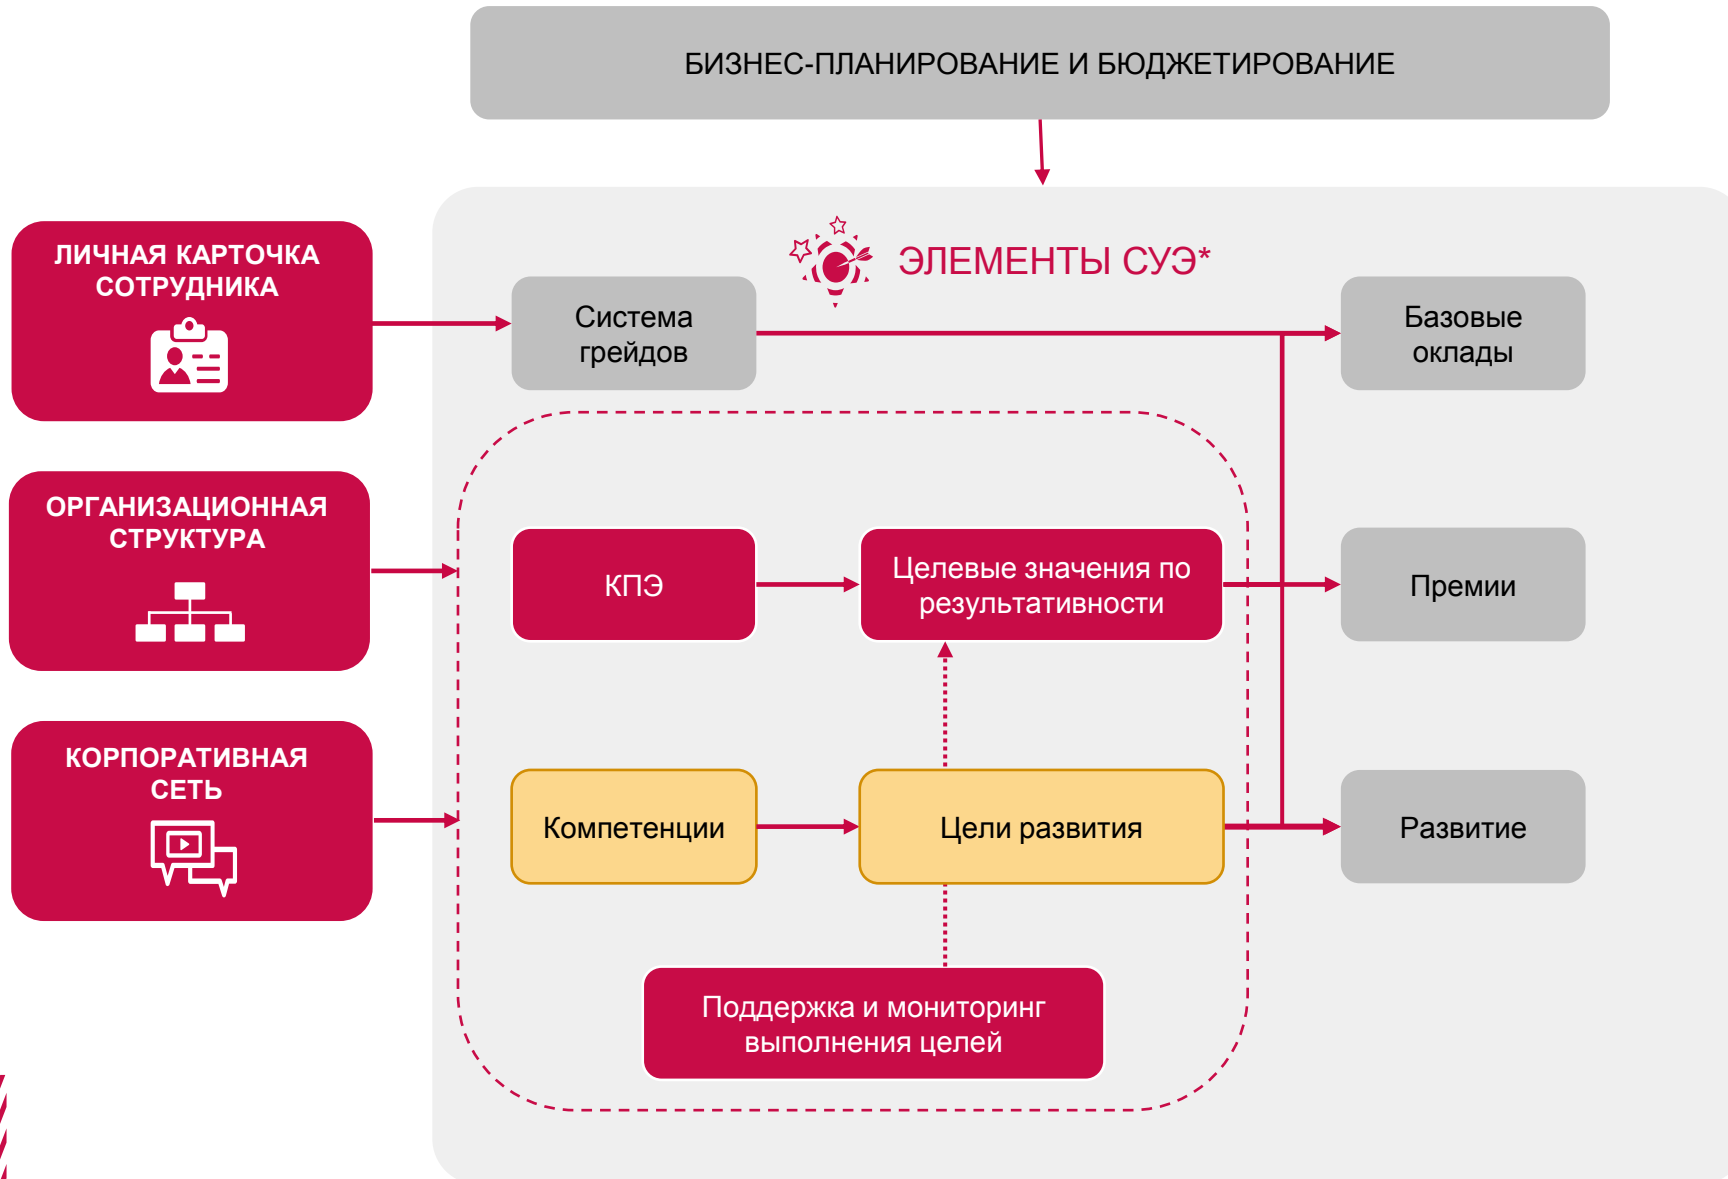 БИЗНЕС-ПЛАНИРОВАНИЕ И БЮДЖЕТИРОВАНИЕ
ЭЛЕМЕНТЫ СУЭ*
ЛИЧНАЯ КАРТОЧКА
СОТРУДНИКА
Система
грейдов
Базовые
оклады
ОРГАНИЗАЦИОННАЯ
СТРУКТУРА
КПЭ
Целевые значения по
результативности
Премии
КОРПОРАТИВНАЯ
СЕТЬ
Компетенции
Цели развития
Развитие
Поддержка и мониторинг
выполнения целей